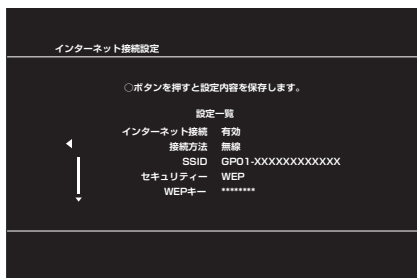 インターネット接続設定
○ボタンを押すと設定内容を保存します。
設定一覧
インターネット接続 有効
接続方法 無線
SSID GP01-XXXXXXXXXXXX
セキュリティー WEP
WEPキー ********